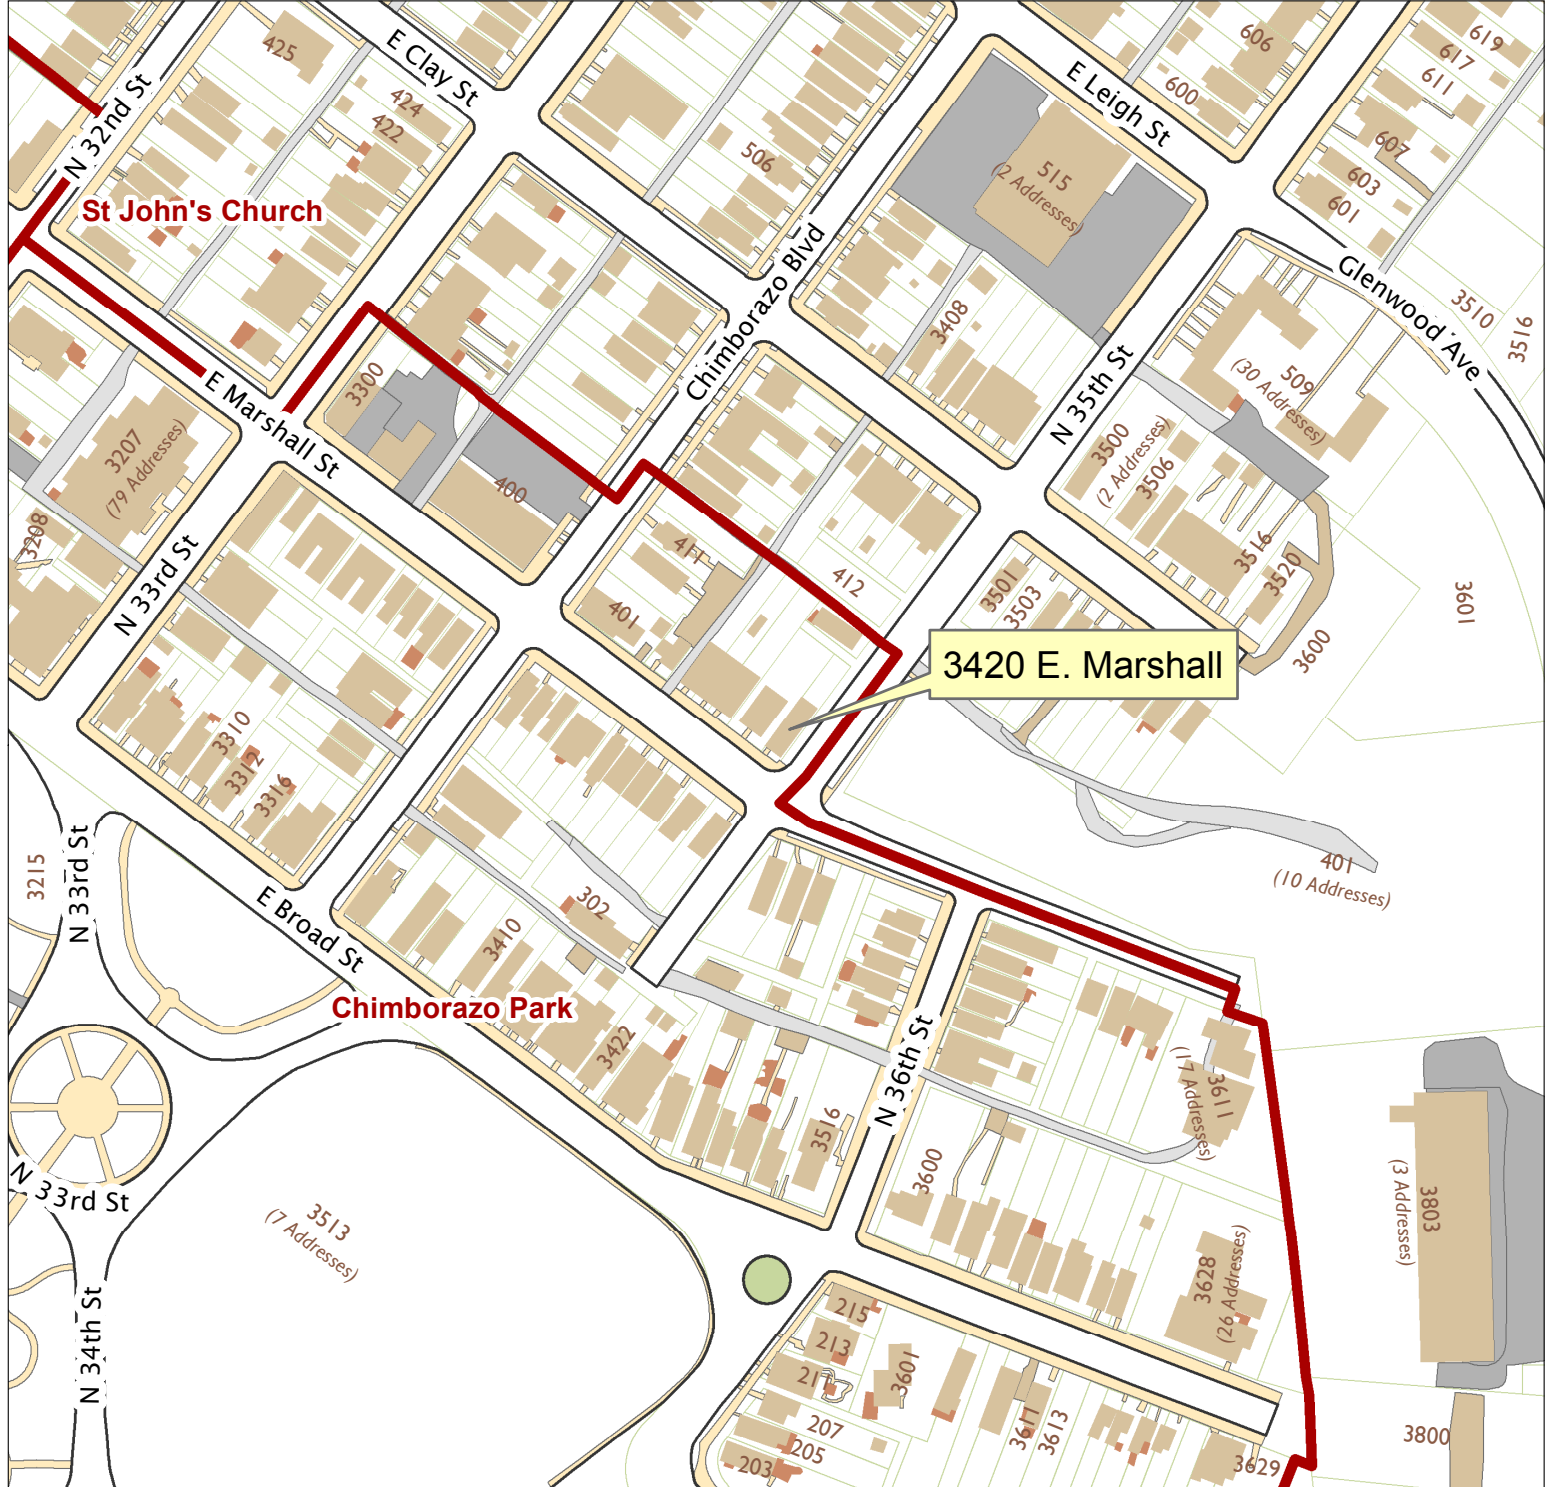 425
E Clay St
424
422
N 32nd St
St John's Church
506
E Leigh St
606
600
619
617
611
607
603
601
515
(2 Addresses)
Chimborazo Blvd
Glenwood Ave
3510
3516
3408
N 35th St
509
(30 Addresses)
3300
E Marshall St
3207
(79 Addresses)
3208
400
3500
(2 Addresses)
3506
3516
3520
3600
3601
N 33rd St
411
401
412
3501
3503
3420 E. Marshall
3310
3312
3316
3215
N 33rd St
E Broad St
302
3410
401
(10 Addresses)
Chimborazo Park
3422
N 36th St
3516
3611
(17 Addresses)
3600
N 33rd St
3513
(7 Addresses)
N 34th St
3803
(3 Addresses)
3628
(26 Addresses)
215
213
211
207
205
203
3601
3611
3613
3629
3800